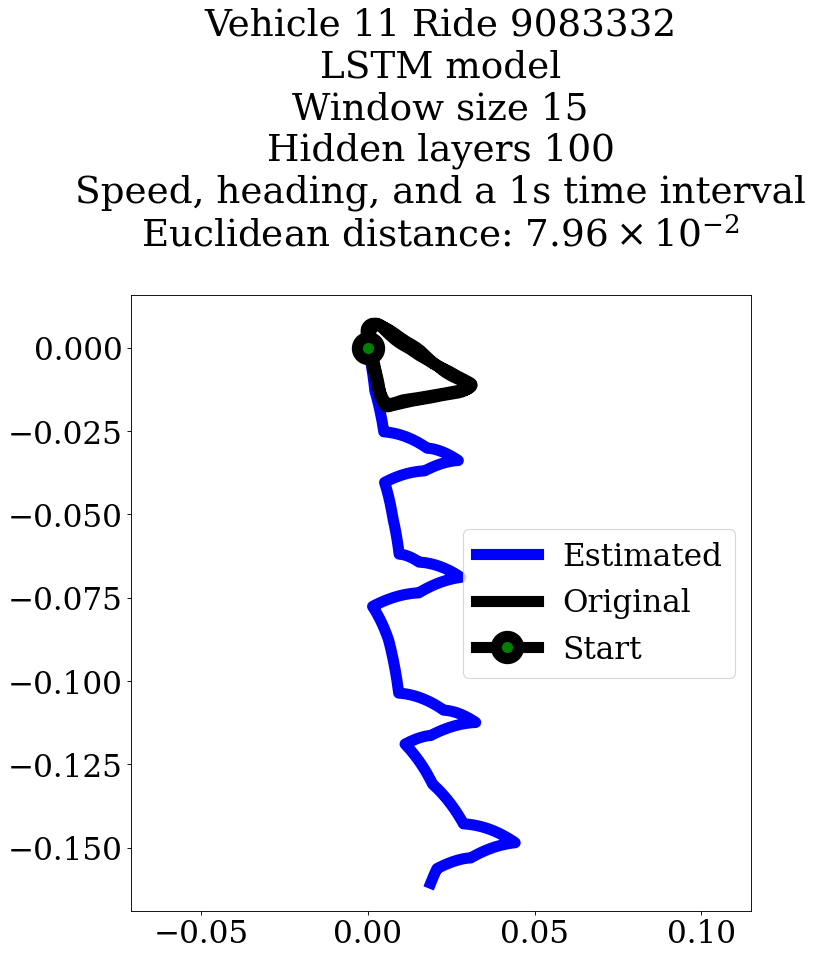 Vehicle 11 Ride 9083332
LSTM model
Window size 15
Hidden layers 100
Speed, heading, and a 1s time interval
Euclidean distance: 7.96 × 10⁻²
0.000
−0.025
−0.050
−0.075
−0.100
−0.125
−0.150
Estimated
Original
Start
−0.05
0.00
0.05
0.10